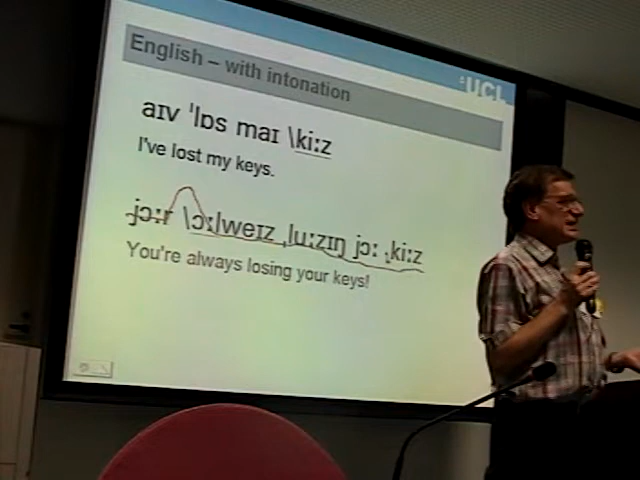 English – with intonation
UCL
aɪv ˈlɒs maɪ \kiːz
I've lost my keys.
jɔːr \ɔːlweɪz ˌluːzɪŋ jɔː ˌkiːz
You're always losing your keys!